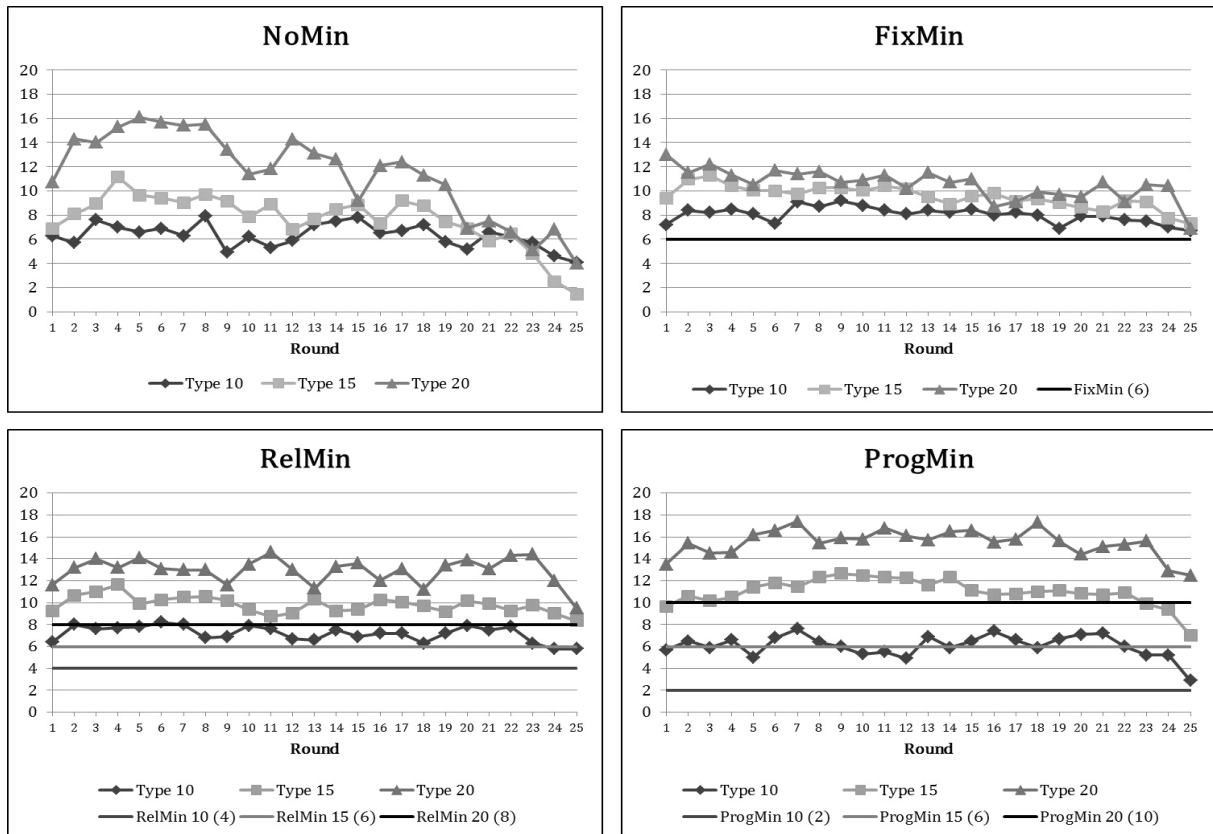 NoMin
20
18
16
14
12
10
8
6
4
2
0
1 2 3 4 5 6 7 8 9 10 11 12 13 14 15 16 17 18 19 20 21 22 23 24 25
Round
Type 10 Type 15 Type 20
FixMin
20
18
16
14
12
10
8
6
4
2
0
1 2 3 4 5 6 7 8 9 10 11 12 13 14 15 16 17 18 19 20 21 22 23 24 25
Round
Type 10 Type 15 Type 20 FixMin (6)
RelMin
20
18
16
14
12
10
8
6
4
2
0
1 2 3 4 5 6 7 8 9 10 11 12 13 14 15 16 17 18 19 20 21 22 23 24 25
Round
Type 10 Type 15 Type 20
RelMin 10 (4) RelMin 15 (6) RelMin 20 (8)
ProgMin
20
18
16
14
12
10
8
6
4
2
0
1 2 3 4 5 6 7 8 9 10 11 12 13 14 15 16 17 18 19 20 21 22 23 24 25
Round
Type 10 Type 15 Type 20
ProgMin 10 (2) ProgMin 15 (6) ProgMin 20 (10)